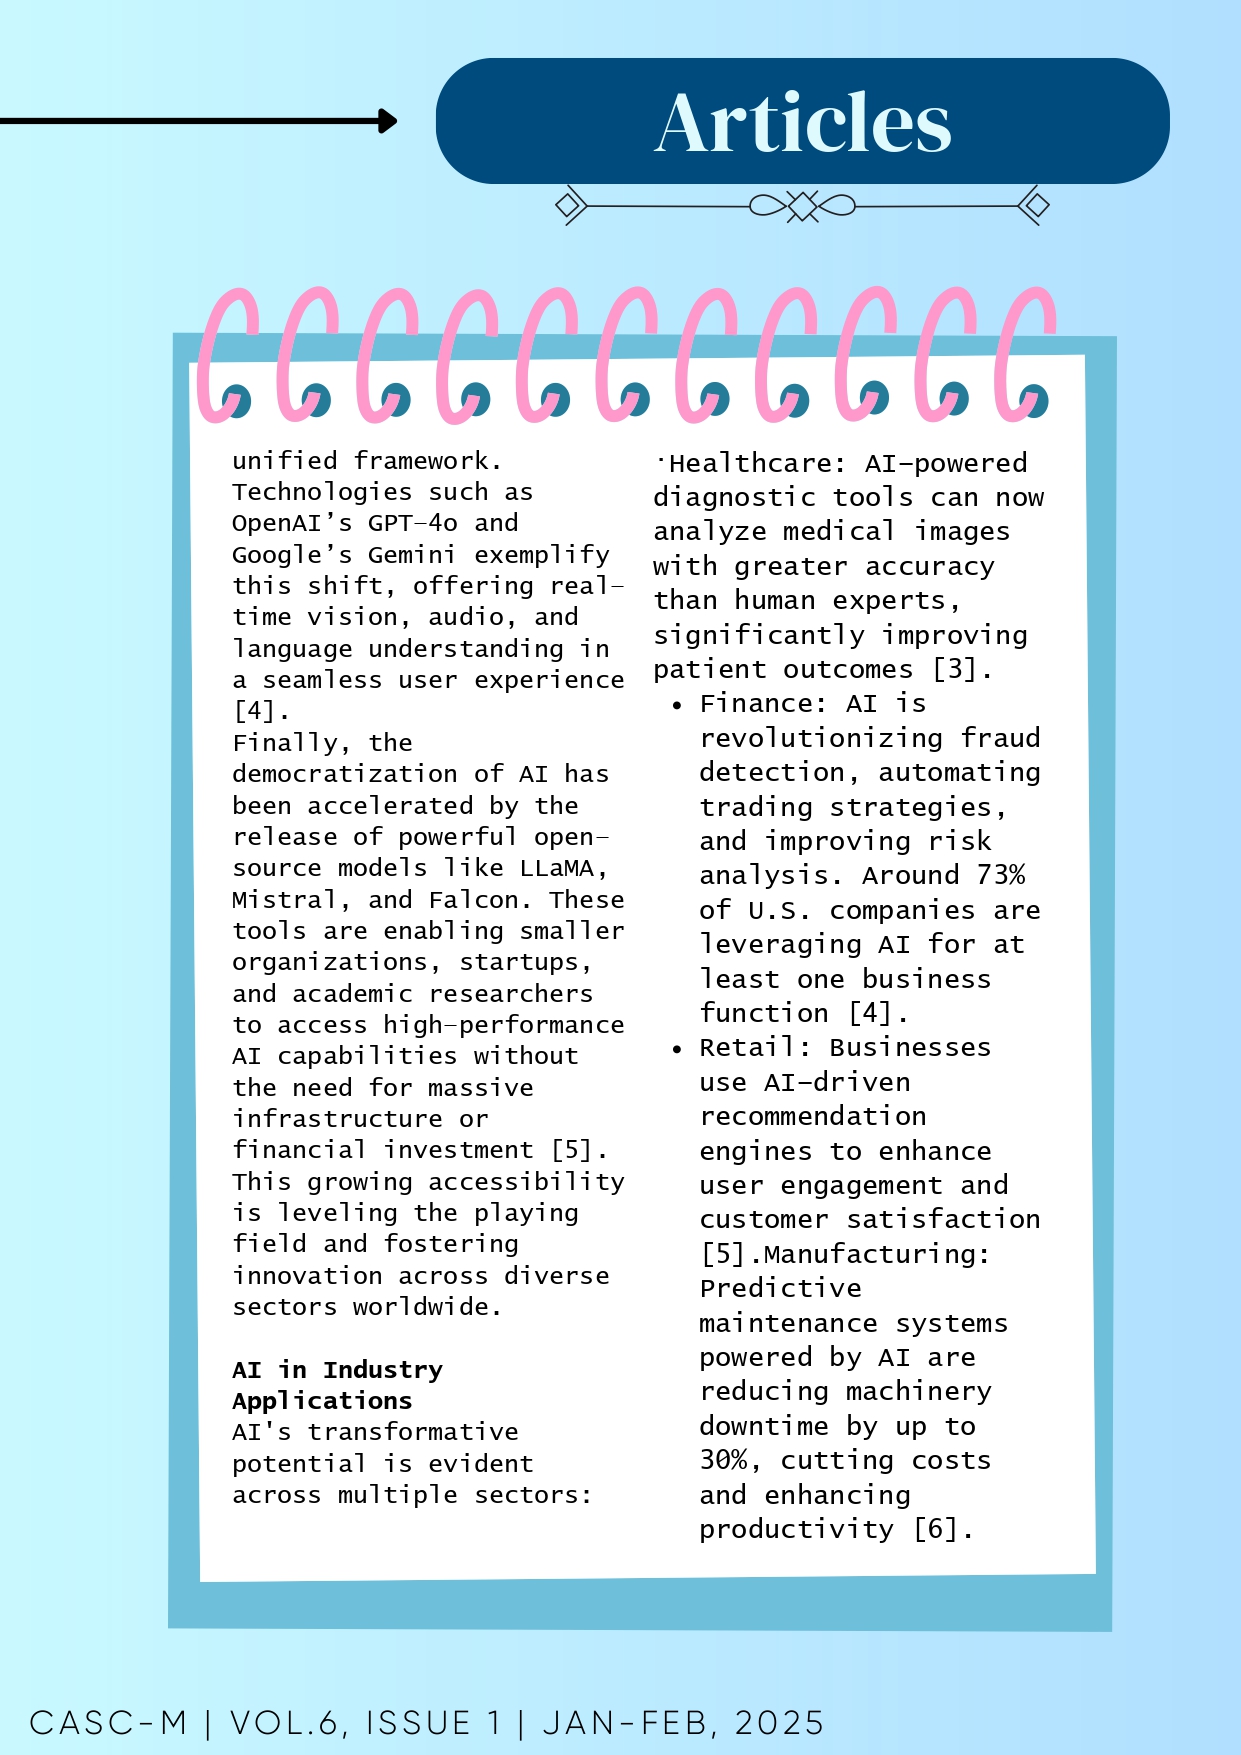 Articles
unified framework.
Technologies such as
OpenAI’s GPT-4o and
Google’s Gemini exemplify
this shift, offering real-
time vision, audio, and
language understanding in
a seamless user experience
[4].
Finally, the
democratization of AI has
been accelerated by the
release of powerful open-
source models like LLaMA,
Mistral, and Falcon. These
tools are enabling smaller
organizations, startups,
and academic researchers
to access high-performance
AI capabilities without
the need for massive
infrastructure or
financial investment [5].
This growing accessibility
is leveling the playing
field and fostering
innovation across diverse
sectors worldwide.
AI in Industry
Applications
AI's transformative
potential is evident
across multiple sectors:
·Healthcare: AI-powered
diagnostic tools can now
analyze medical images
with greater accuracy
than human experts,
significantly improving
patient outcomes [3].
• Finance: AI is
revolutionizing fraud
detection, automating
trading strategies,
and improving risk
analysis. Around 73%
of U.S. companies are
leveraging AI for at
least one business
function [4].
• Retail: Businesses
use AI-driven
recommendation
engines to enhance
user engagement and
customer satisfaction
[5].Manufacturing:
Predictive
maintenance systems
powered by AI are
reducing machinery
downtime by up to
30%, cutting costs
and enhancing
productivity [6].
CASC-M | VOL.6, ISSUE 1 | JAN-FEB, 2025